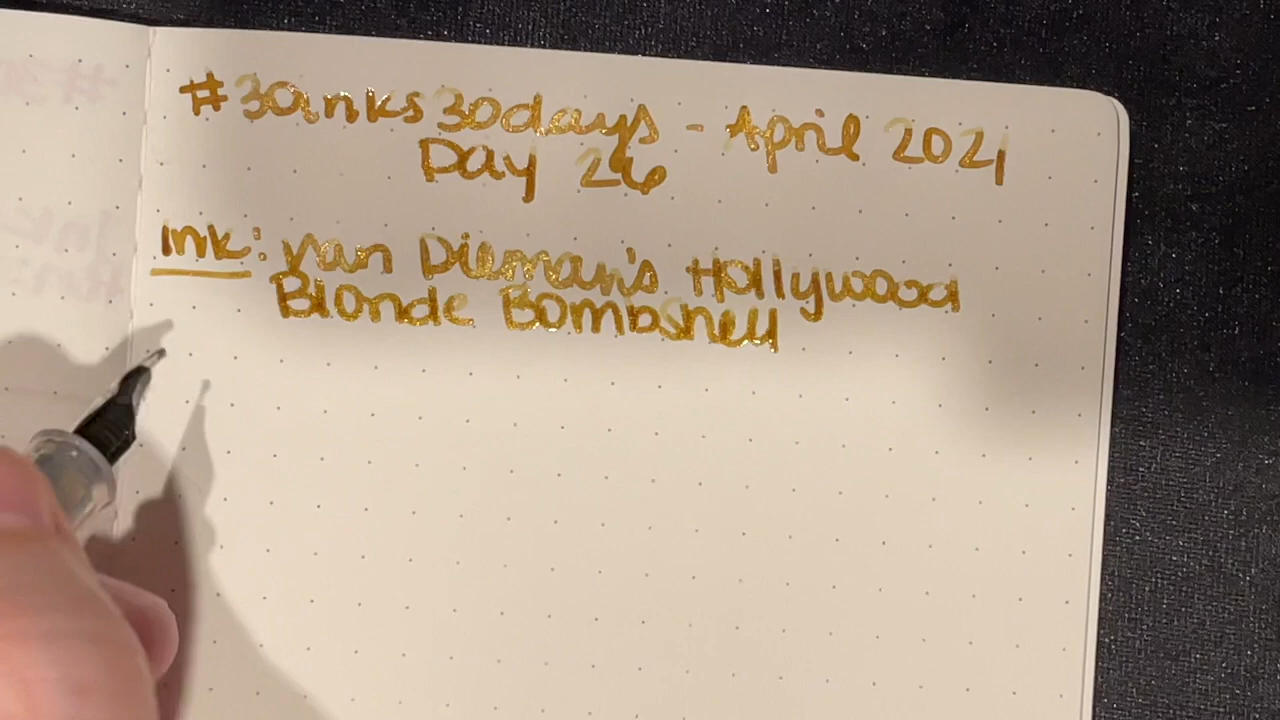 #30inks30days - April 2021
Day 26
Ink: Van Dieman's Hollywood
Blonde Bombshell